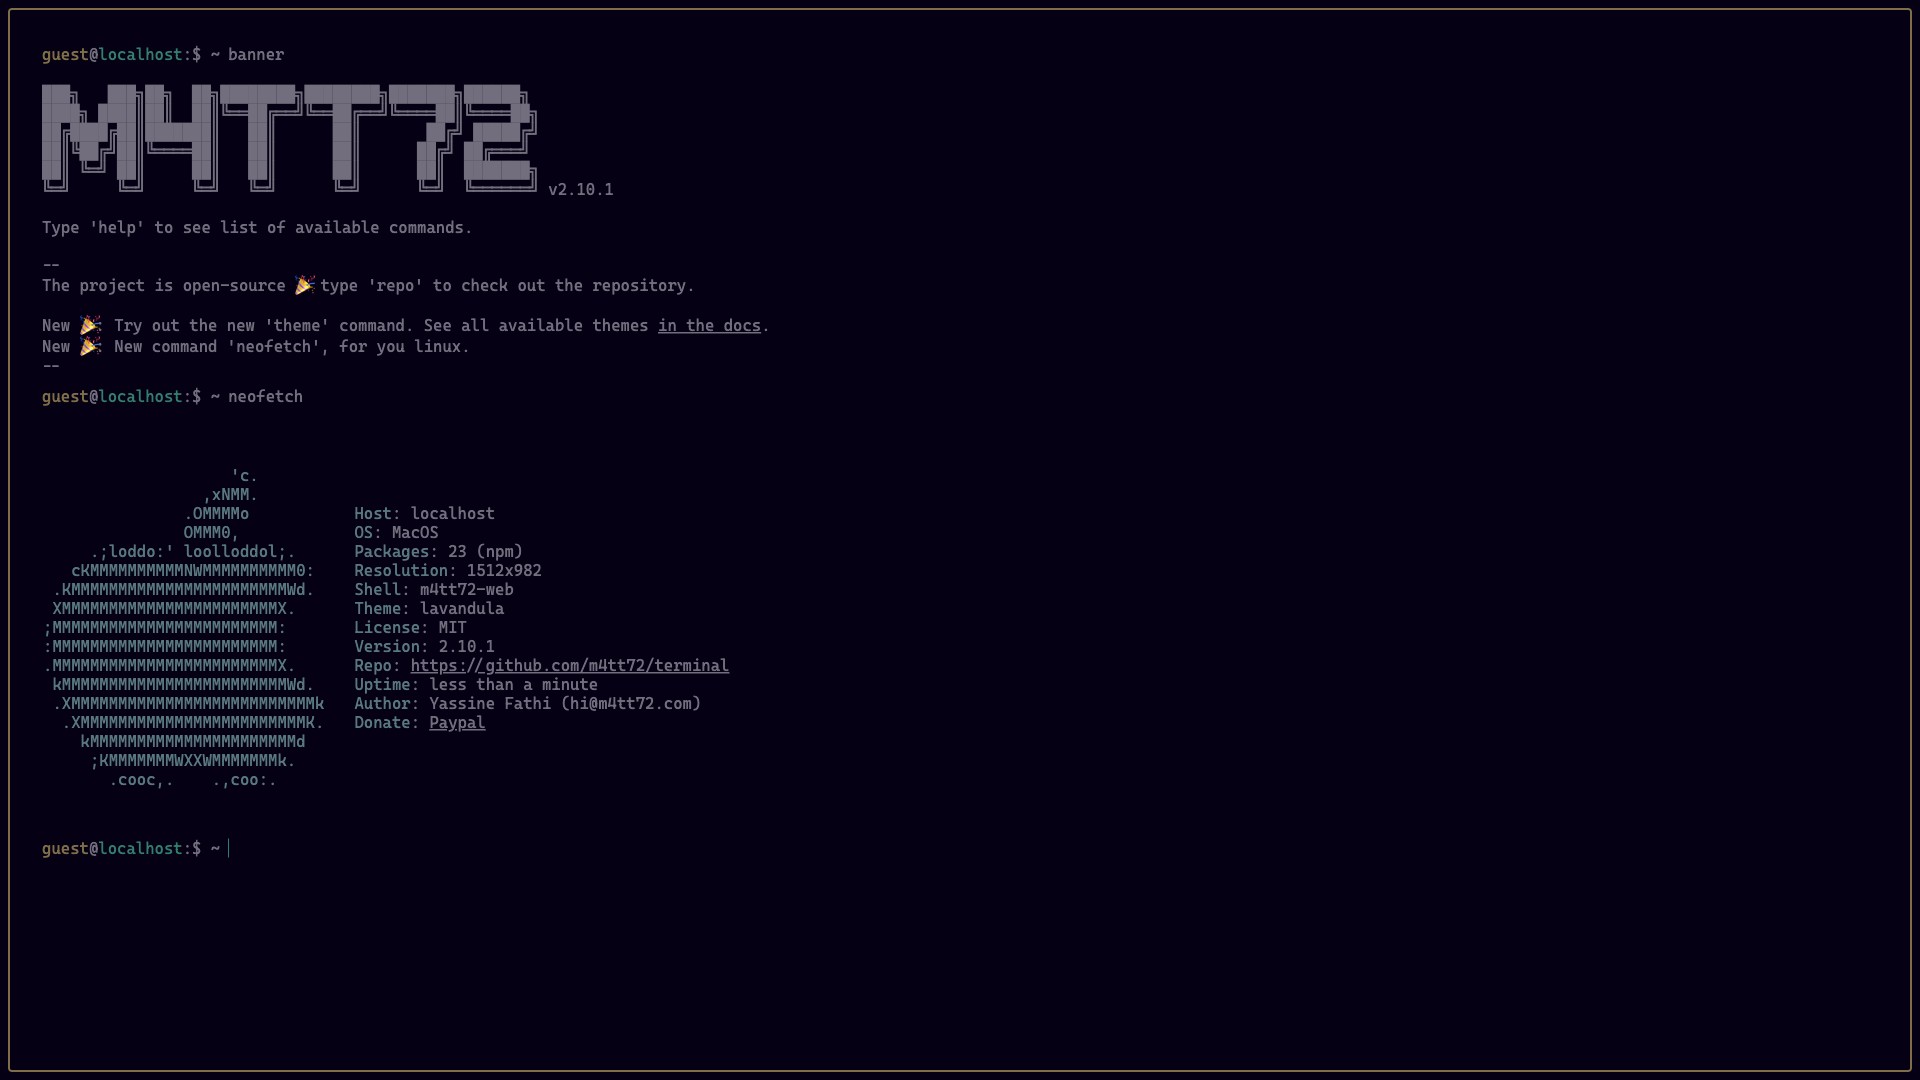 guest@localhost:$ ~ banner
M4TT72 v2.10.1
Type 'help' to see list of available commands.
--
The project is open-source 🎉 type 'repo' to check out the repository.
New 🎉 Try out the new 'theme' command. See all available themes in the docs.
New 🎉 New command 'neofetch', for you linux.
--
guest@localhost:$ ~ neofetch
'c.
,xNMM.
.OMMMMo Host: localhost
OMMM0, OS: MacOS
.;loddo:' loolloddol;. Packages: 23 (npm)
cKMMMMMMMMMMNWMMMMMMMMMM0: Resolution: 1512x982
.KMMMMMMMMMMMMMMMMMMMMMMMWd. Shell: m4tt72-web
XMMMMMMMMMMMMMMMMMMMMMMMX. Theme: lavandula
;MMMMMMMMMMMMMMMMMMMMMMMM: License: MIT
:MMMMMMMMMMMMMMMMMMMMMMMM: Version: 2.10.1
.MMMMMMMMMMMMMMMMMMMMMMMMX. Repo: https://github.com/m4tt72/terminal
kMMMMMMMMMMMMMMMMMMMMMMMMWd. Uptime: less than a minute
.XMMMMMMMMMMMMMMMMMMMMMMMMMMk Author: Yassine Fathi (hi@m4tt72.com)
.XMMMMMMMMMMMMMMMMMMMMMMMMK. Donate: Paypal
kMMMMMMMMMMMMMMMMMMMMMMd
;KMMMMMMMWXXWMMMMMMMk.
.cooc,. .,coo:.
guest@localhost:$ ~